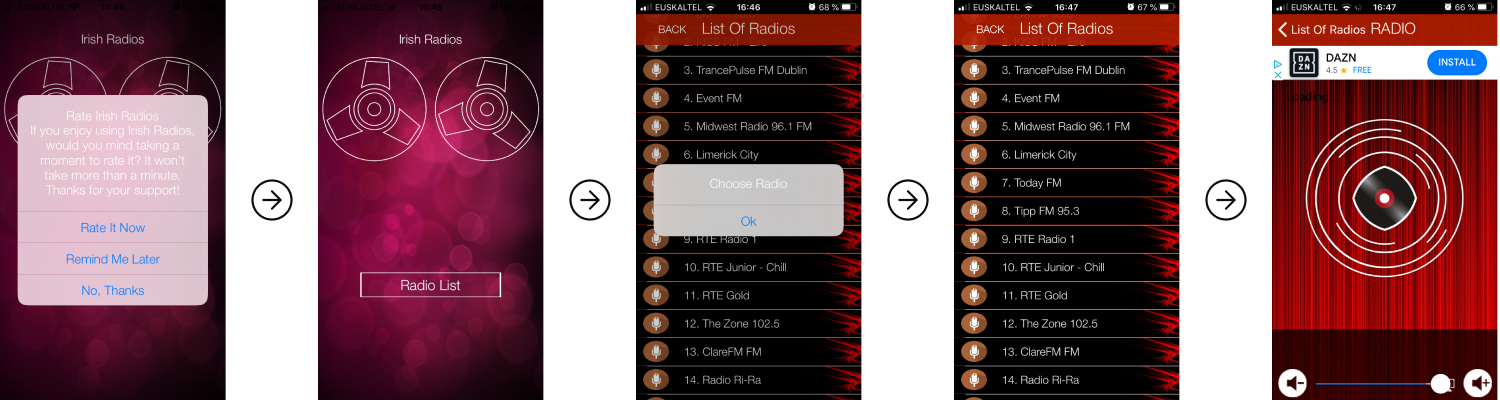 EUSKALTEL 16:46
Irish Radios
Rate Irish Radios
If you enjoy using Irish Radios,
would you mind taking a
moment to rate it? It won't
take more than a minute.
Thanks for your support!
Rate It Now
Remind Me Later
No, Thanks
EUSKALTEL 16:46
Irish Radios
Radio List
EUSKALTEL 16:46 68 %
BACK List Of Radios
3. TrancePulse FM Dublin
4. Event FM
5. Midwest Radio 96.1 FM
6. Limerick City
Choose Radio
Ok
9. RTE Radio 1
10. RTE Junior - Chill
11. RTE Gold
12. The Zone 102.5
13. ClareFM FM
14. Radio Ri-Ra
EUSKALTEL 16:47 67 %
BACK List Of Radios
3. TrancePulse FM Dublin
4. Event FM
5. Midwest Radio 96.1 FM
6. Limerick City
7. Today FM
8. Tipp FM 95.3
9. RTE Radio 1
10. RTE Junior - Chill
11. RTE Gold
12. The Zone 102.5
13. ClareFM FM
14. Radio Ri-Ra
EUSKALTEL 16:47 66 %
List Of Radios RADIO
DA
ZN
DAZN
4.5 ★ FREE
INSTALL
Loading...